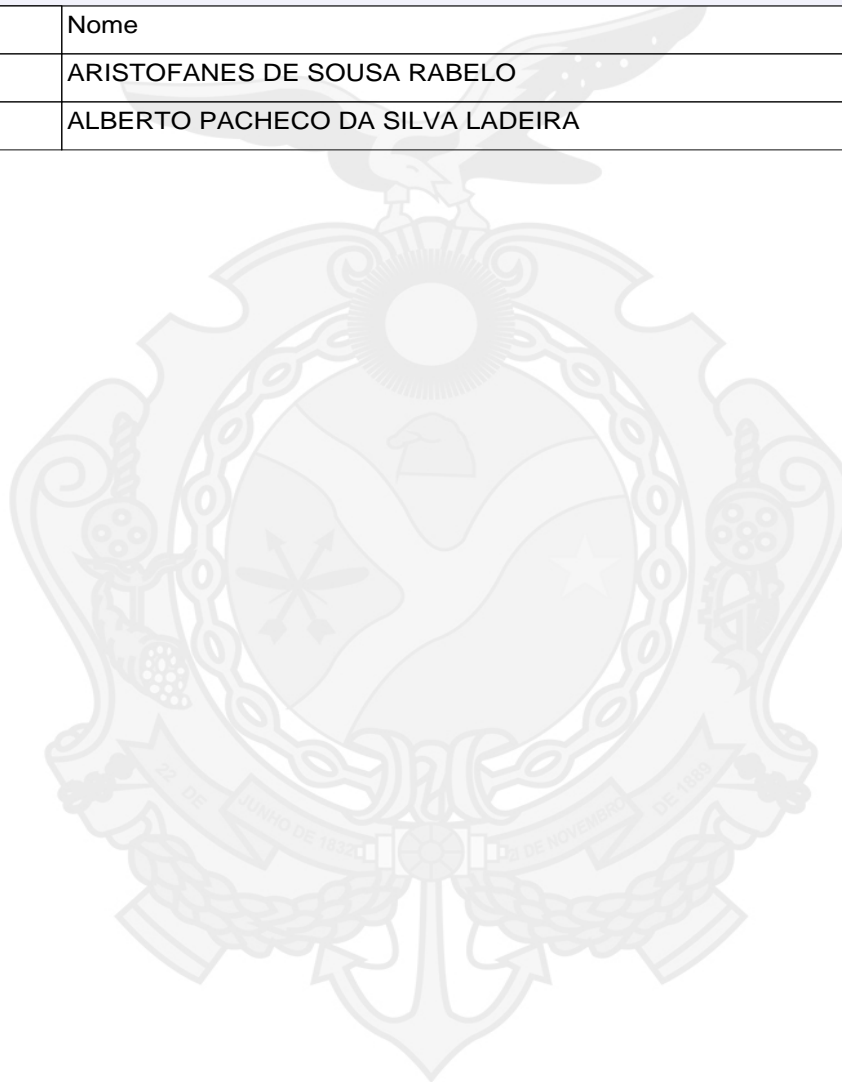 Nome
ARISTOFANES DE SOUSA RABELO
ALBERTO PACHECO DA SILVA LADEIRA
22 DE
JUNHO DE 1832
21 DE NOVEMBRO
DE 1889